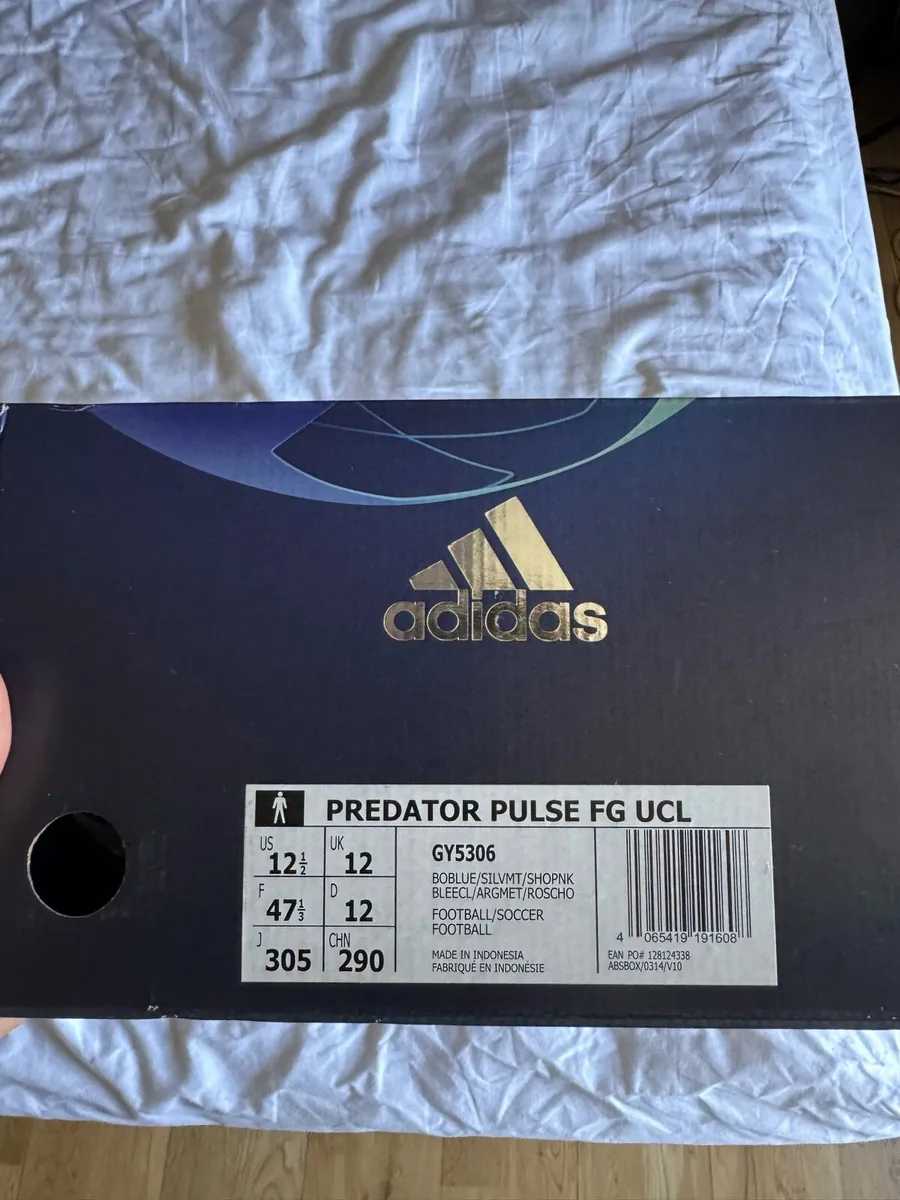 adidas
PREDATOR PULSE FG UCL
US
12½
UK
12
F
47⅓
D
12
J
305
CHN
290
GY5306
BOBLUE/SILVMT/SHOPNK
BLEECL/ARGMET/ROSCHO
FOOTBALL/SOCCER
FOOTBALL
MADE IN INDONESIA
FABRIQUÉ EN INDONÉSIE
4 065419 191608
EAN PO# 128124338
ABSBOX/0314/V10